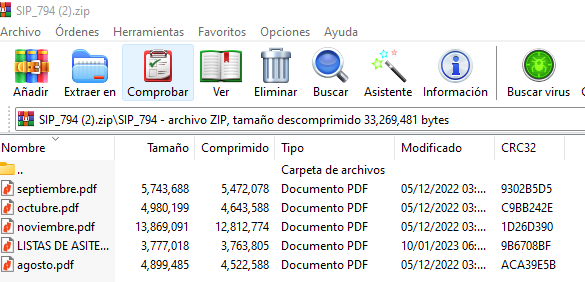 SIP_794 (2).zip
Archivo Órdenes Herramientas Favoritos Opciones Ayuda
Añadir Extraer en Comprobar Ver Eliminar Buscar Asistente Información Buscar virus
SIP_794 (2).zip\SIP_794 - archivo ZIP, tamaño descomprimido 33,269,481 bytes
Nombre Tamaño Comprimido Tipo Modificado CRC32
.. Carpeta de archivos
septiembre.pdf 5,743,688 5,472,078 Documento PDF 05/12/2022 03:... 9302B5D5
octubre.pdf 4,980,199 4,643,588 Documento PDF 05/12/2022 03:... C9BB242E
noviembre.pdf 13,869,091 12,812,774 Documento PDF 05/12/2022 03:... 1D26D390
LISTAS DE ASITE... 3,777,018 3,763,805 Documento PDF 10/01/2023 06:... 9B6708BF
agosto.pdf 4,899,485 4,522,588 Documento PDF 05/12/2022 03:... ACA39E5B